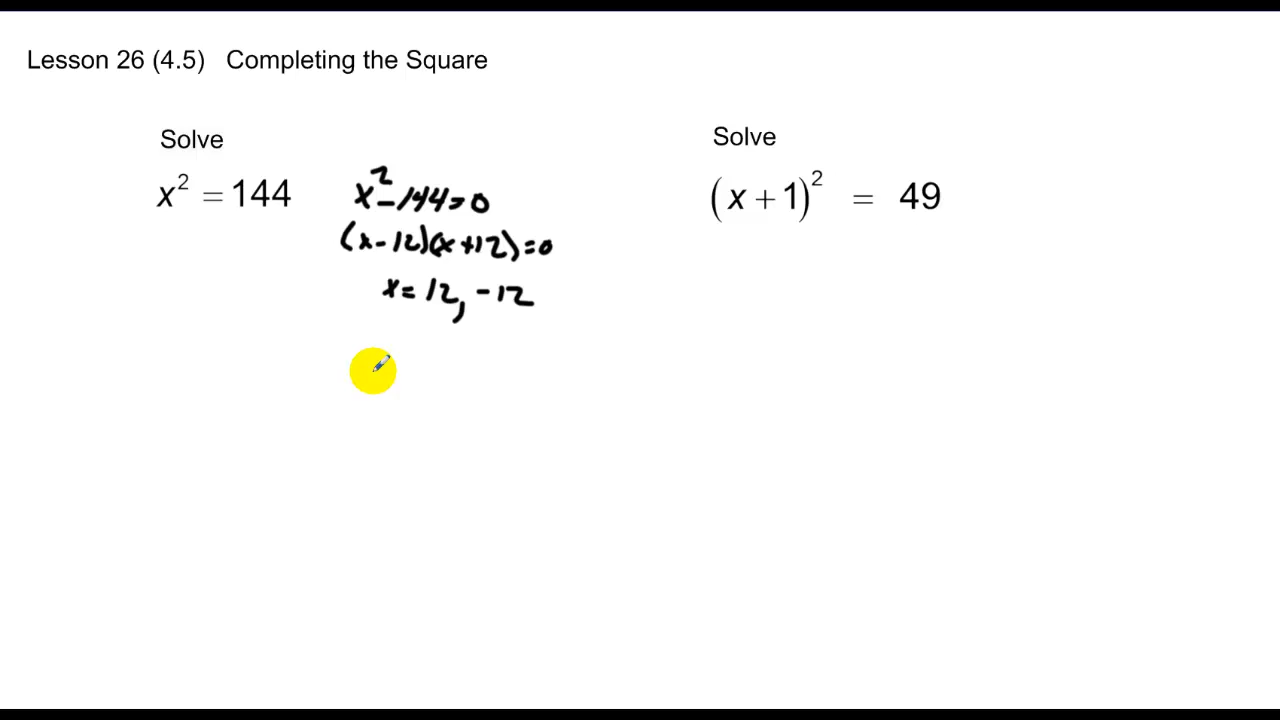 Lesson 26 (4.5) Completing the Square
Solve
x² = 144
x² - 144 = 0
(x - 12)(x + 12) = 0
x = 12, -12
Solve
(x + 1)² = 49